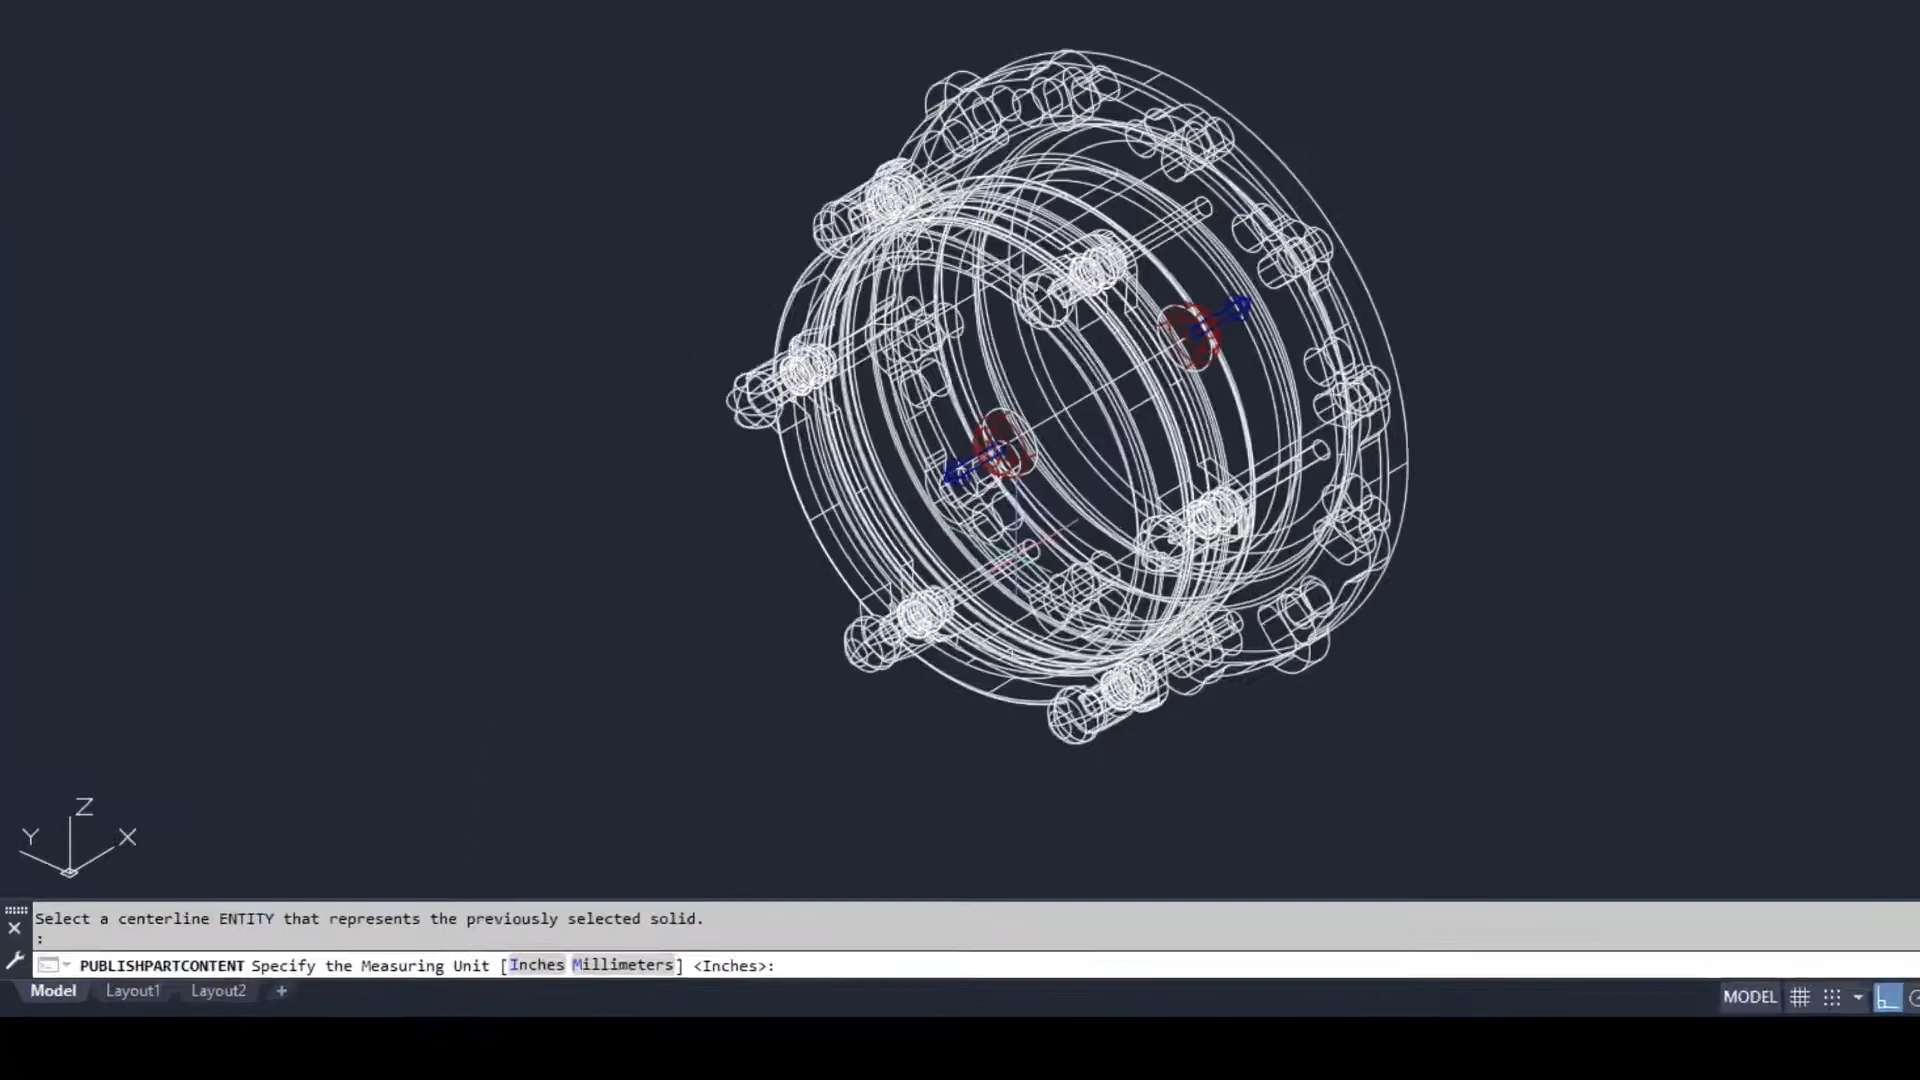 Z
Y X
Select a centerline ENTITY that represents the previously selected solid.
:
PUBLISHPARTCONTENT Specify the Measuring Unit [Inches Millimeters] <Inches>:
Model Layout1 Layout2 +
MODEL